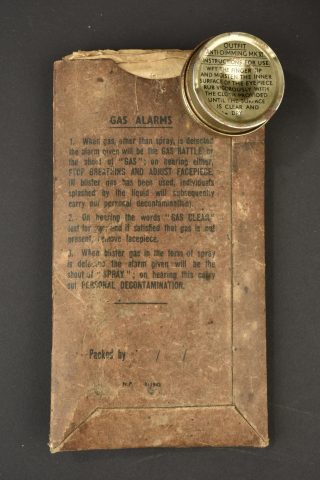 OUTFIT
ANTI-DIMMING MK VI
INSTRUCTIONS FOR USE
WET THE FINGER TIP
AND MOISTEN THE INNER
SURFACE OF THE EYEPIECE
RUB VIGOROUSLY WITH
THE CLOTH PROVIDED
UNTIL THE SURFACE
IS CLEAR AND
DRY
GAS ALARMS
1. When gas, other than spray, is detected
the alarm given will be the GAS RATTLE or
the shout of "GAS"; on hearing either,
STOP BREATHING AND ADJUST FACEPIECE.
(If blister gas has been used, individuals
splashed by the liquid will subsequently
carry out personal decontamination).
2. On hearing the words "GAS CLEAR,"
test for gas and if satisfied that gas is not
present, remove facepiece.
3. When blister gas in the form of spray
is detected the alarm given will be the
shout of "SPRAY"; on hearing this carry
out PERSONAL DECONTAMINATION.
Packed by / /